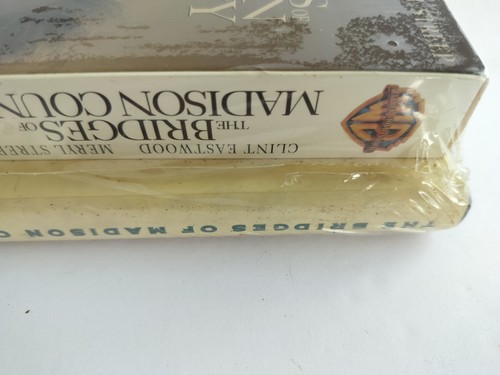 CLINT EASTWOOD MERYL STREE
THE
BRIDGES OF
MADISON COUN
THE BRIDGES OF MADISON C